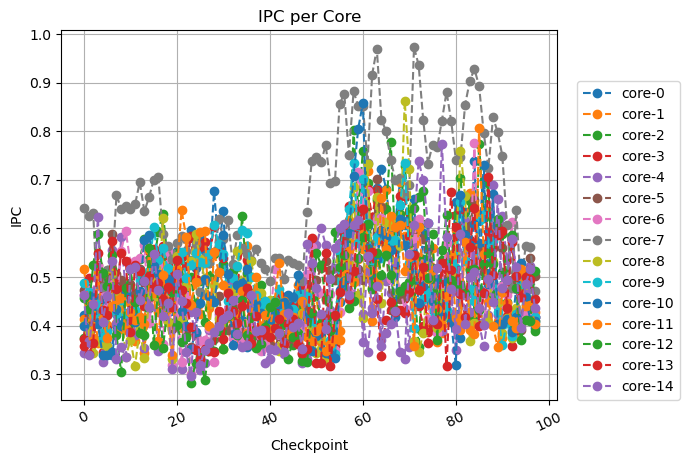 IPC per Core
IPC
1.0
0.9
0.8
0.7
0.6
0.5
0.4
0.3
0
20
40
60
80
100
Checkpoint
core-0
core-1
core-2
core-3
core-4
core-5
core-6
core-7
core-8
core-9
core-10
core-11
core-12
core-13
core-14